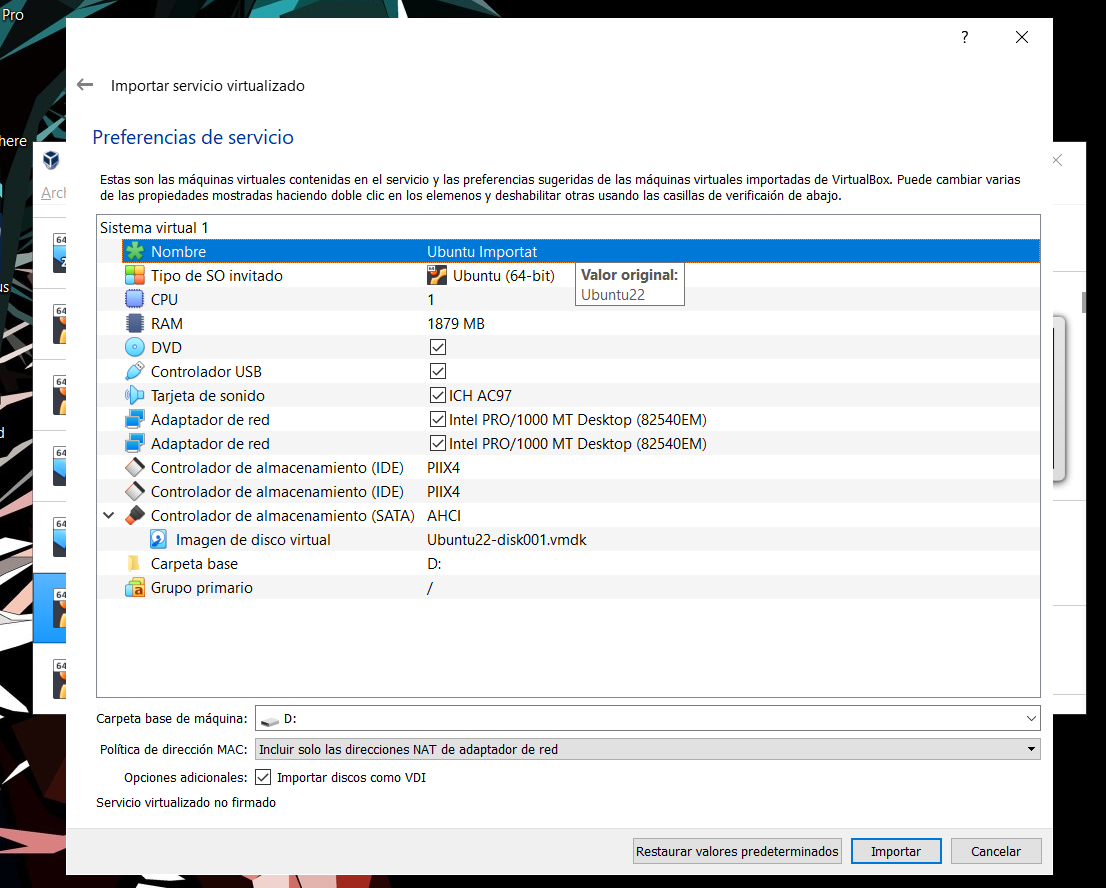 Pro
?
Importar servicio virtualizado
Preferencias de servicio
here
Estas son las máquinas virtuales contenidas en el servicio y las preferencias sugeridas de las máquinas virtuales importadas de VirtualBox. Puede cambiar varias
de las propiedades mostradas haciendo doble clic en los elemenos y deshabilitar otras usando las casillas de verificaión de abajo.
Arch
Sistema virtual 1
Nombre Ubuntu Importat
Tipo de SO invitado Ubuntu (64-bit)
Valor original:
Ubuntu22
CPU 1
RAM 1879 MB
DVD
Controlador USB
Tarjeta de sonido ICH AC97
Adaptador de red Intel PRO/1000 MT Desktop (82540EM)
Adaptador de red Intel PRO/1000 MT Desktop (82540EM)
Controlador de almacenamiento (IDE) PIIX4
Controlador de almacenamiento (IDE) PIIX4
Controlador de almacenamiento (SATA) AHCI
Imagen de disco virtual Ubuntu22-disk001.vmdk
Carpeta base D:
Grupo primario /
64
64
64
64
64
64
64
Carpeta base de máquina: D:
Política de dirección MAC: Incluir solo las direcciones NAT de adaptador de red
Opciones adicionales: Importar discos como VDI
Servicio virtualizado no firmado
Restaurar valores predeterminados Importar Cancelar